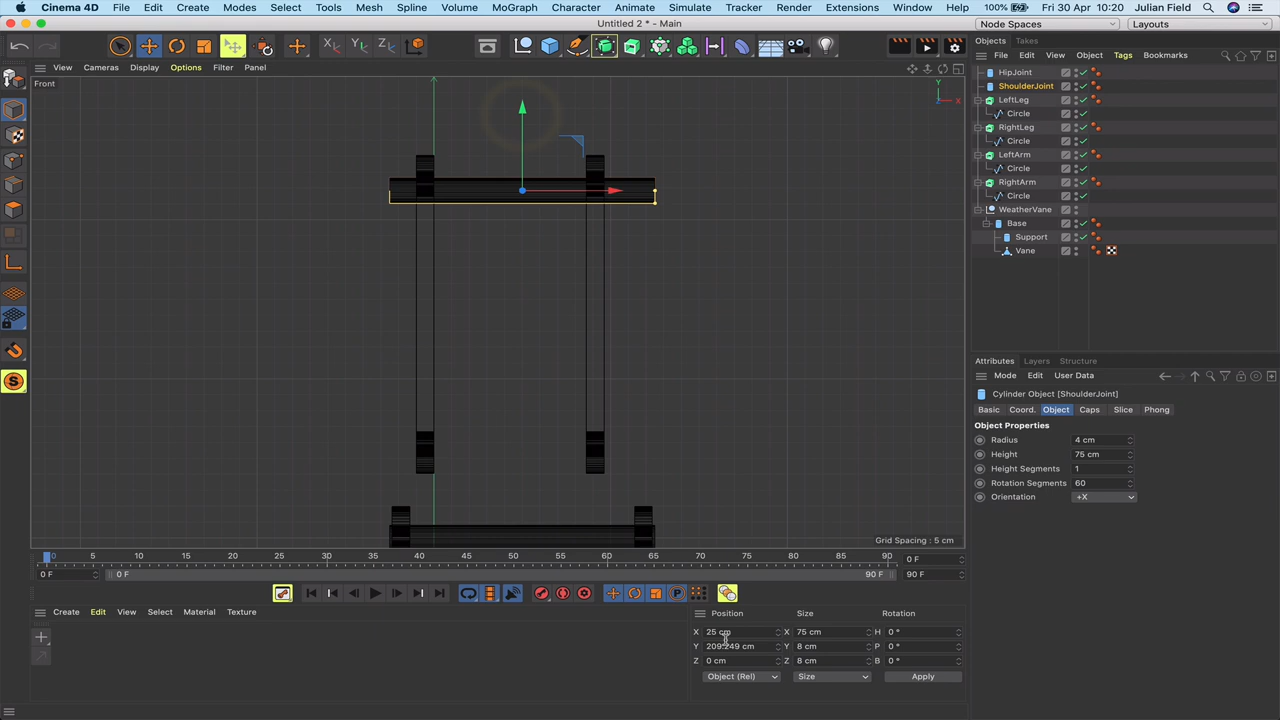 Cinema 4D File Edit Create Modes Select Tools Mesh Spline Volume MoGraph Character Animate Simulate Tracker Render Extensions Window Help 100% Fri 30 Apr 10:20 Julian Field
Untitled 2 * - Main
Node Spaces Layouts
Objects Takes
File Edit View Object Tags Bookmarks
View Cameras Display Options Filter Panel
Front
Y
X
HipJoint
ShoulderJoint
LeftLeg
Circle
RightLeg
Circle
LeftArm
Circle
RightArm
Circle
WeatherVane
Base
Support
Vane
Attributes Layers Structure
Mode Edit User Data
Cylinder Object [ShoulderJoint]
Basic Coord. Object Caps Slice Phong
Object Properties
Radius 4 cm
Height 75 cm
Height Segments 1
Rotation Segments 60
Orientation +X
Grid Spacing : 5 cm
0 5 10 15 20 25 30 35 40 45 50 55 60 65 70 75 80 85 90 0 F
0 F 0 F 90 F 90 F
Create Edit View Select Material Texture
Position Size Rotation
X 25 cm X 75 cm H 0 °
Y 209.249 cm Y 8 cm P 0 °
Z 0 cm Z 8 cm B 0 °
Object (Rel) Size Apply